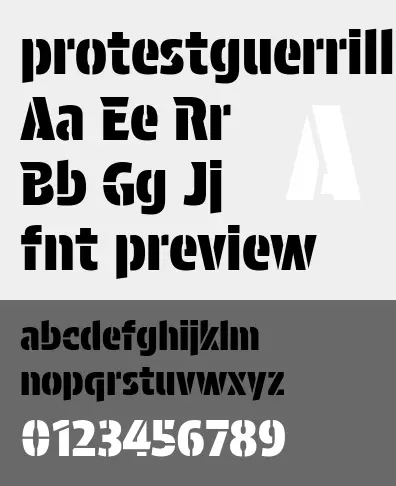 protestguerrill
Aa Ee Rr
A
Bb Gg Jj
fnt preview
abcdefghijklm
nopqrstuvwxyz
0123456789